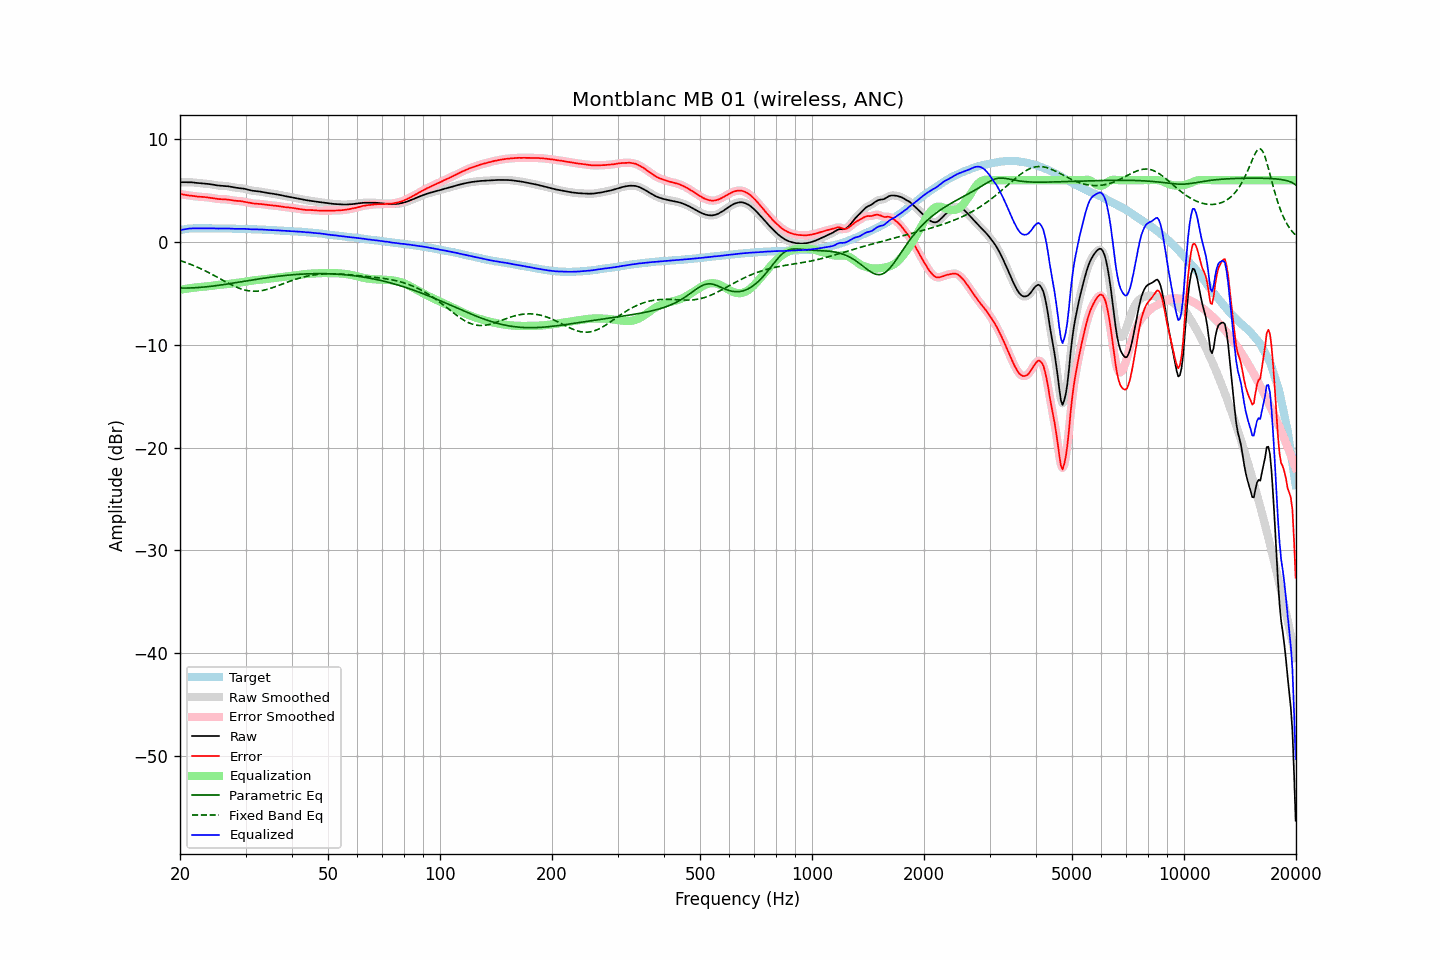 Montblanc MB 01 (wireless, ANC)
Amplitude (dBr)
10
0
−10
−20
−30
−40
−50
Target
Raw Smoothed
Error Smoothed
Raw
Error
Equalization
Parametric Eq
Fixed Band Eq
Equalized
20 50 100 200 500 1000 2000 5000 10000 20000
Frequency (Hz)